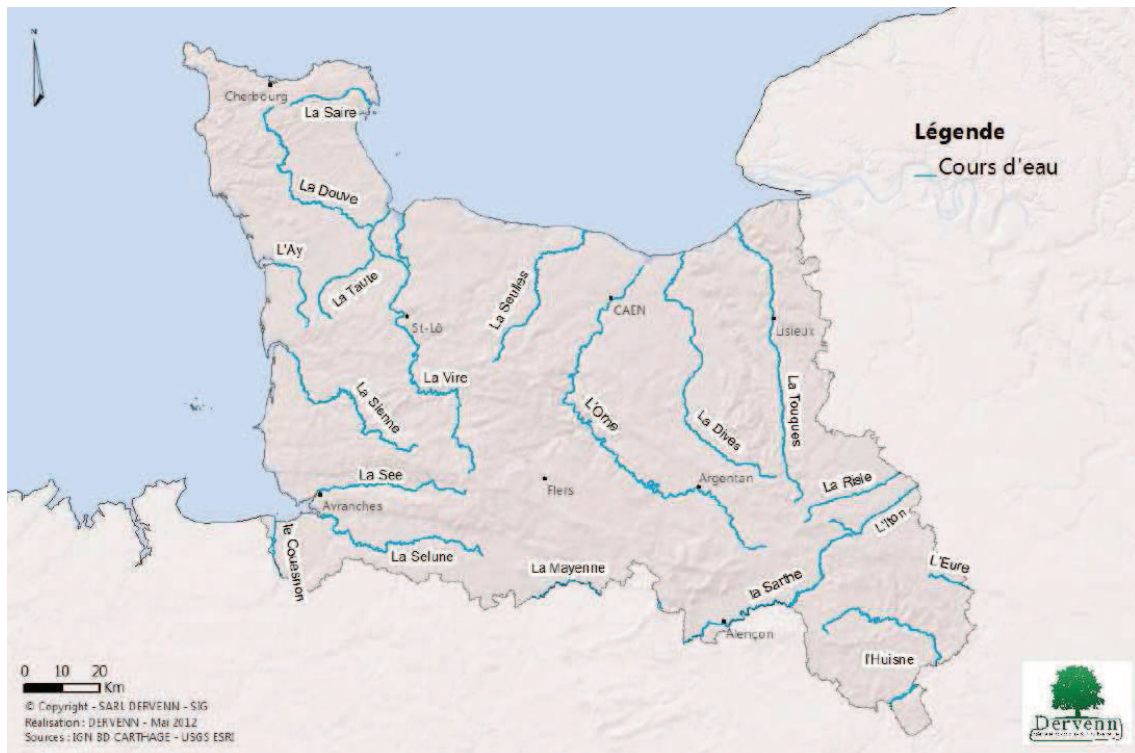 N
Cherbourg
La Saire
Légende
Cours d'eau
La Douve
L'Ay
La Taute
La Seulles
CAEN
St-Lô
Lisieux
La Vire
La Sienne
L'Orne
La Dives
La Touques
La See
Avranches
Flers
Argentan
La Risle
L'Iton
le Couesnon
La Selune
La Mayenne
la Sarthe
L'Eure
Alençon
l'Huisne
0 10 20
Km
© Copyright - SARL DERVENN - SIG
Réalisation : DERVENN - Mai 2012
Sources : IGN BD CARTHAGE - USGS ESRI
Dervenn